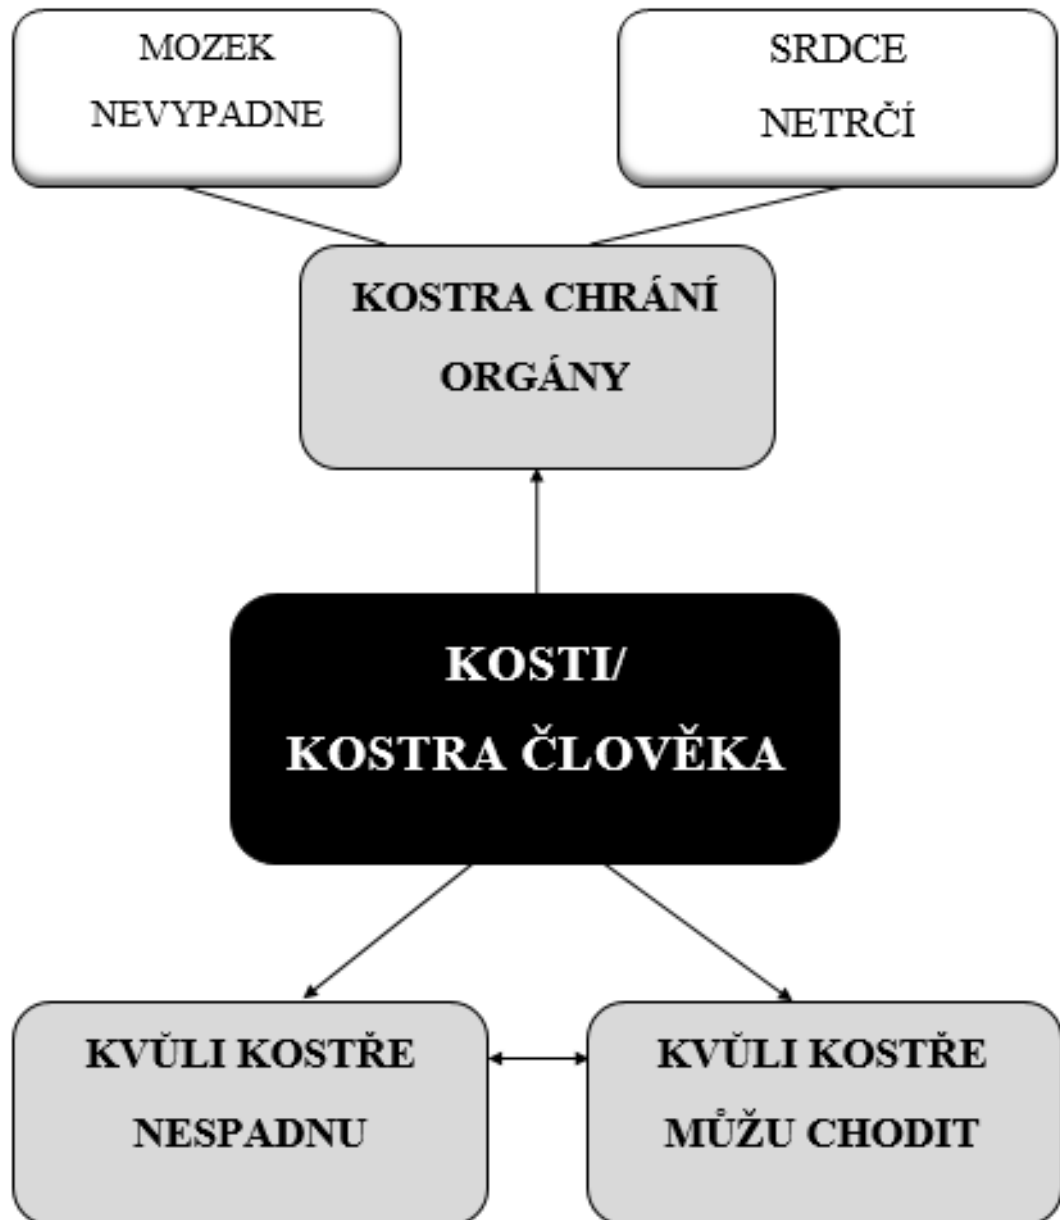 MOZEK
NEVYPADNE
SRDCE
NETRČÍ
KOSTRA CHRÁNÍ
ORGÁNY
KOSTI/
KOSTRA ČLOVĚKA
KVŮLI KOSTŘE
NESPADNU
KVŮLI KOSTŘE
MŮŽU CHODIT